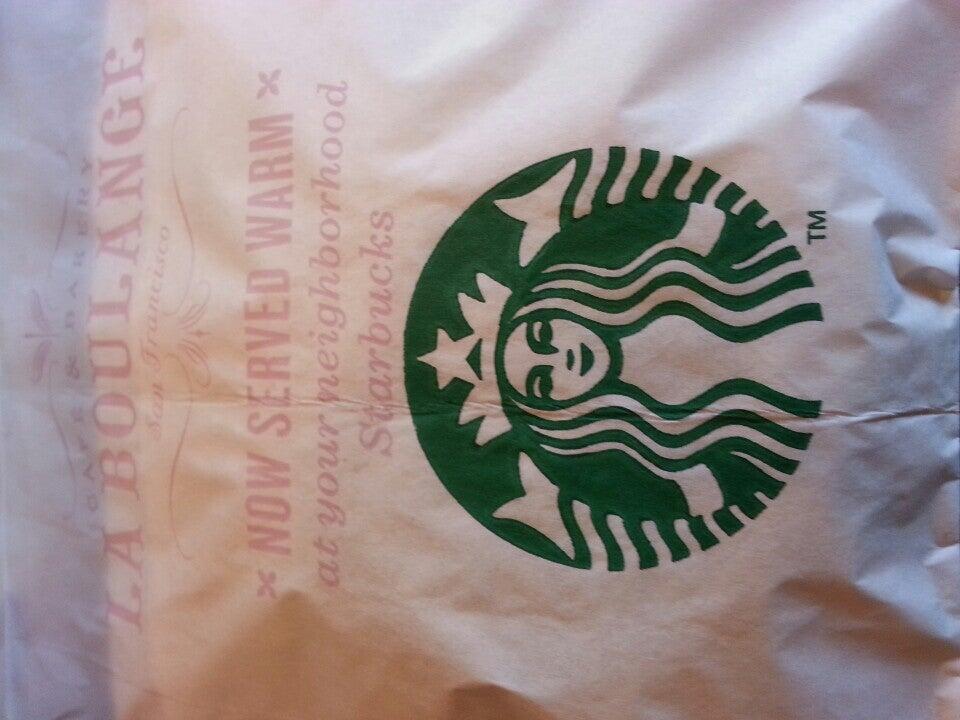 CAFE & BAKERY
LA BOULANGE
San Francisco
NOW SERVED WARM
at your neighborhood
Starbucks
TM